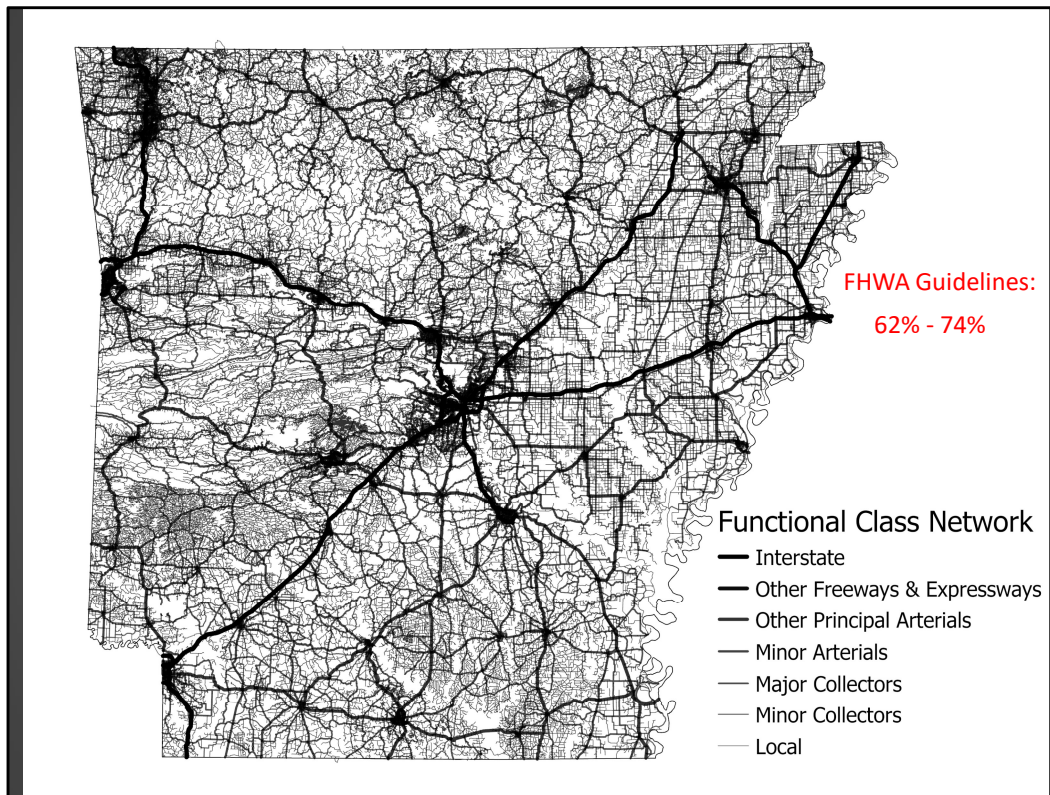 FHWA Guidelines:
62% - 74%
Functional Class Network
Interstate
Other Freeways & Expressways
Other Principal Arterials
Minor Arterials
Major Collectors
Minor Collectors
Local